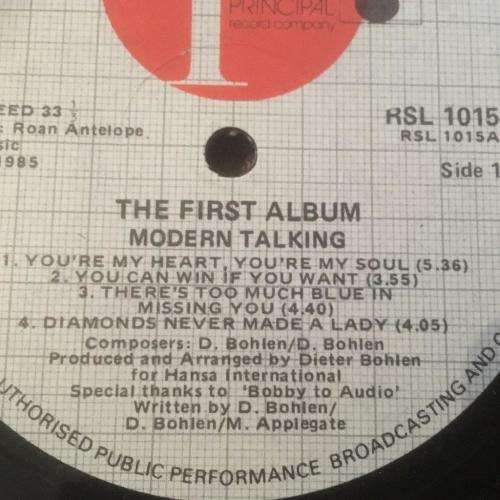 PRINCIPAL
record company
EED 33 1/3
: Roan Antelope
sic
1985
RSL 1015
RSL 1015A
Side 1
THE FIRST ALBUM
MODERN TALKING
1. YOU'RE MY HEART, YOU'RE MY SOUL (5.36)
2. YOU CAN WIN IF YOU WANT (3.55)
3. THERE'S TOO MUCH BLUE IN
MISSING YOU (4.40)
4. DIAMONDS NEVER MADE A LADY (4.05)
Composers: D. Bohlen/D. Bohlen
Produced and Arranged by Dieter Bohlen
for Hansa International
Special thanks to 'Bobby to Audio'
Written by D. Bohlen/
D. Bohlen/M. Applegate
AUTHORISED PUBLIC PERFORMANCE BROADCASTING AND